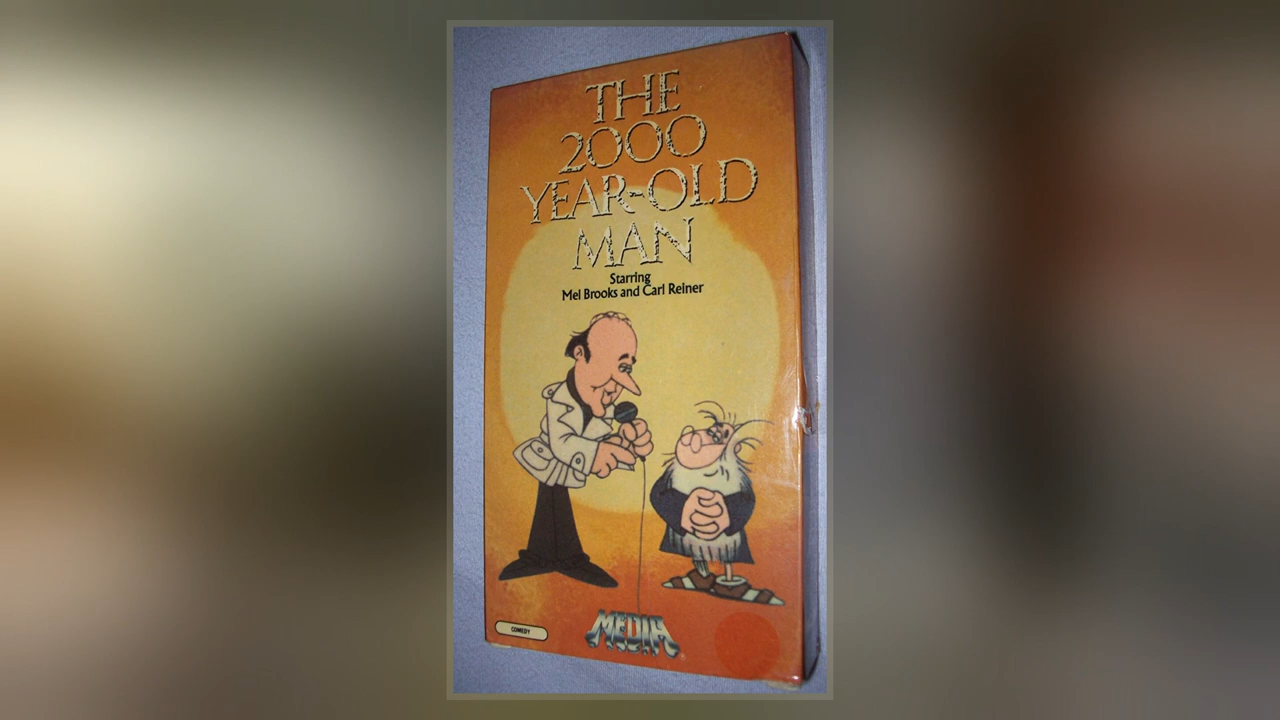 THE
2000
YEAR-OLD
MAN
Starring
Mel Brooks and Carl Reiner
COMEDY
MEDIA